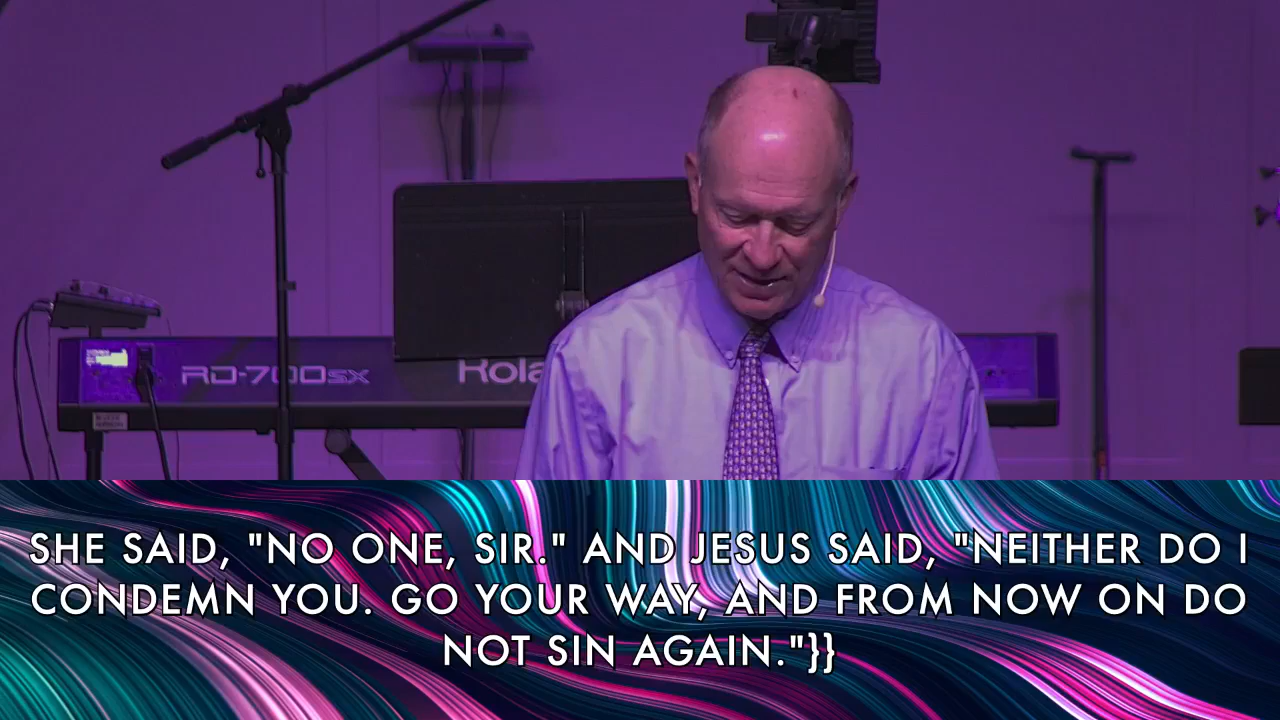 RD-700SX Rola
SHE SAID, "NO ONE, SIR." AND JESUS SAID, "NEITHER DO I
CONDEMN YOU. GO YOUR WAY, AND FROM NOW ON DO
NOT SIN AGAIN."}}